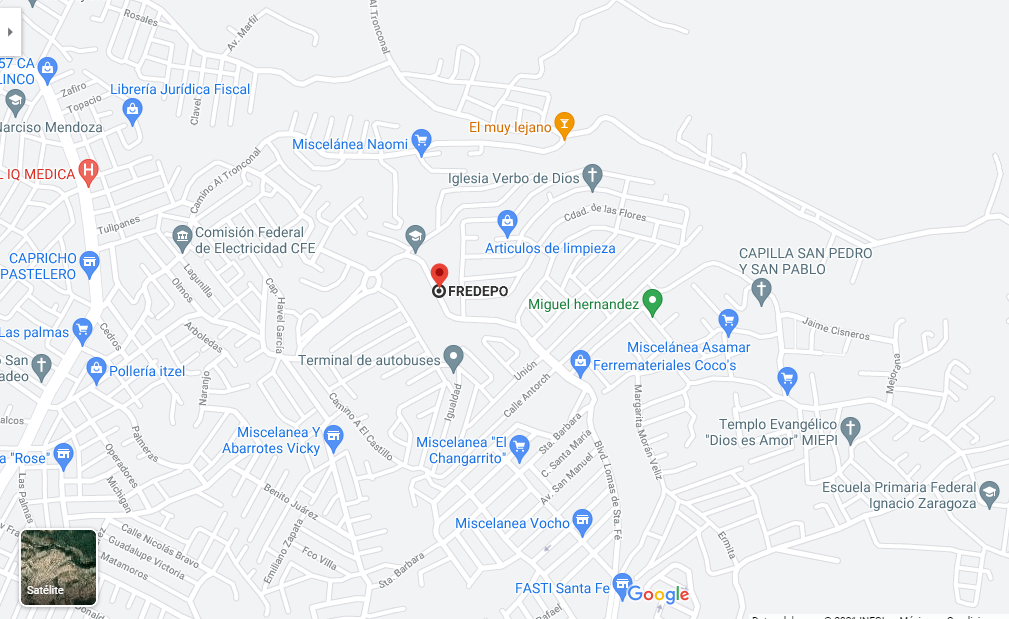 Rosales
Av. Marfil
Al Tronconal
57 CA
LINCO
Zafiro
Topacio
Librería Jurídica Fiscal
Clavel
Narciso Mendoza
El muy lejano
Miscelánea Naomi
IQ MEDICA
Camino Al Tronconal
Iglesia Verbo de Dios
Tulipanes
Cdad. de las Flores
Comisión Federal
de Electricidad CFE
Articulos de limpieza
CAPRICHO
PASTELERO
CAPILLA SAN PEDRO
Y SAN PABLO
Lagunilla
Olmos
Cap. Havel García
FREDEPO
Miguel hernandez
Las palmas
Cedros
Arboledas
Jaime Cisneros
Miscelánea Asamar
San
adeo
Pollería itzel
Terminal de autobuses
Ferremateriales Coco's
Naranjo
Unión
Calle Antorch
Igualdad
Mejorana
Margarita Morán Veliz
Camino A El Castillo
alcos
Palmeras
Operadores
Michigan
Miscelanea Y
Abarrotes Vicky
Miscelanea "El
Changarrito"
Sta. Barbara
C. Santa María
Av. San Manuel
Blvd. Lomas de Sta. Fé
Templo Evangélico
"Dios es Amor" MIEPI
a "Rose"
Las Palmas
Benito Juárez
Emiliano Zapata
Fco Villa
Escuela Primaria Federal
Ignacio Zaragoza
Miscelanea Vocho
Ermita
Calle Nicolás Bravo
Guadalupe Victoria
Matamoros
Sta. Barbara
Satélite
FASTI Santa Fe
Google
Rafael